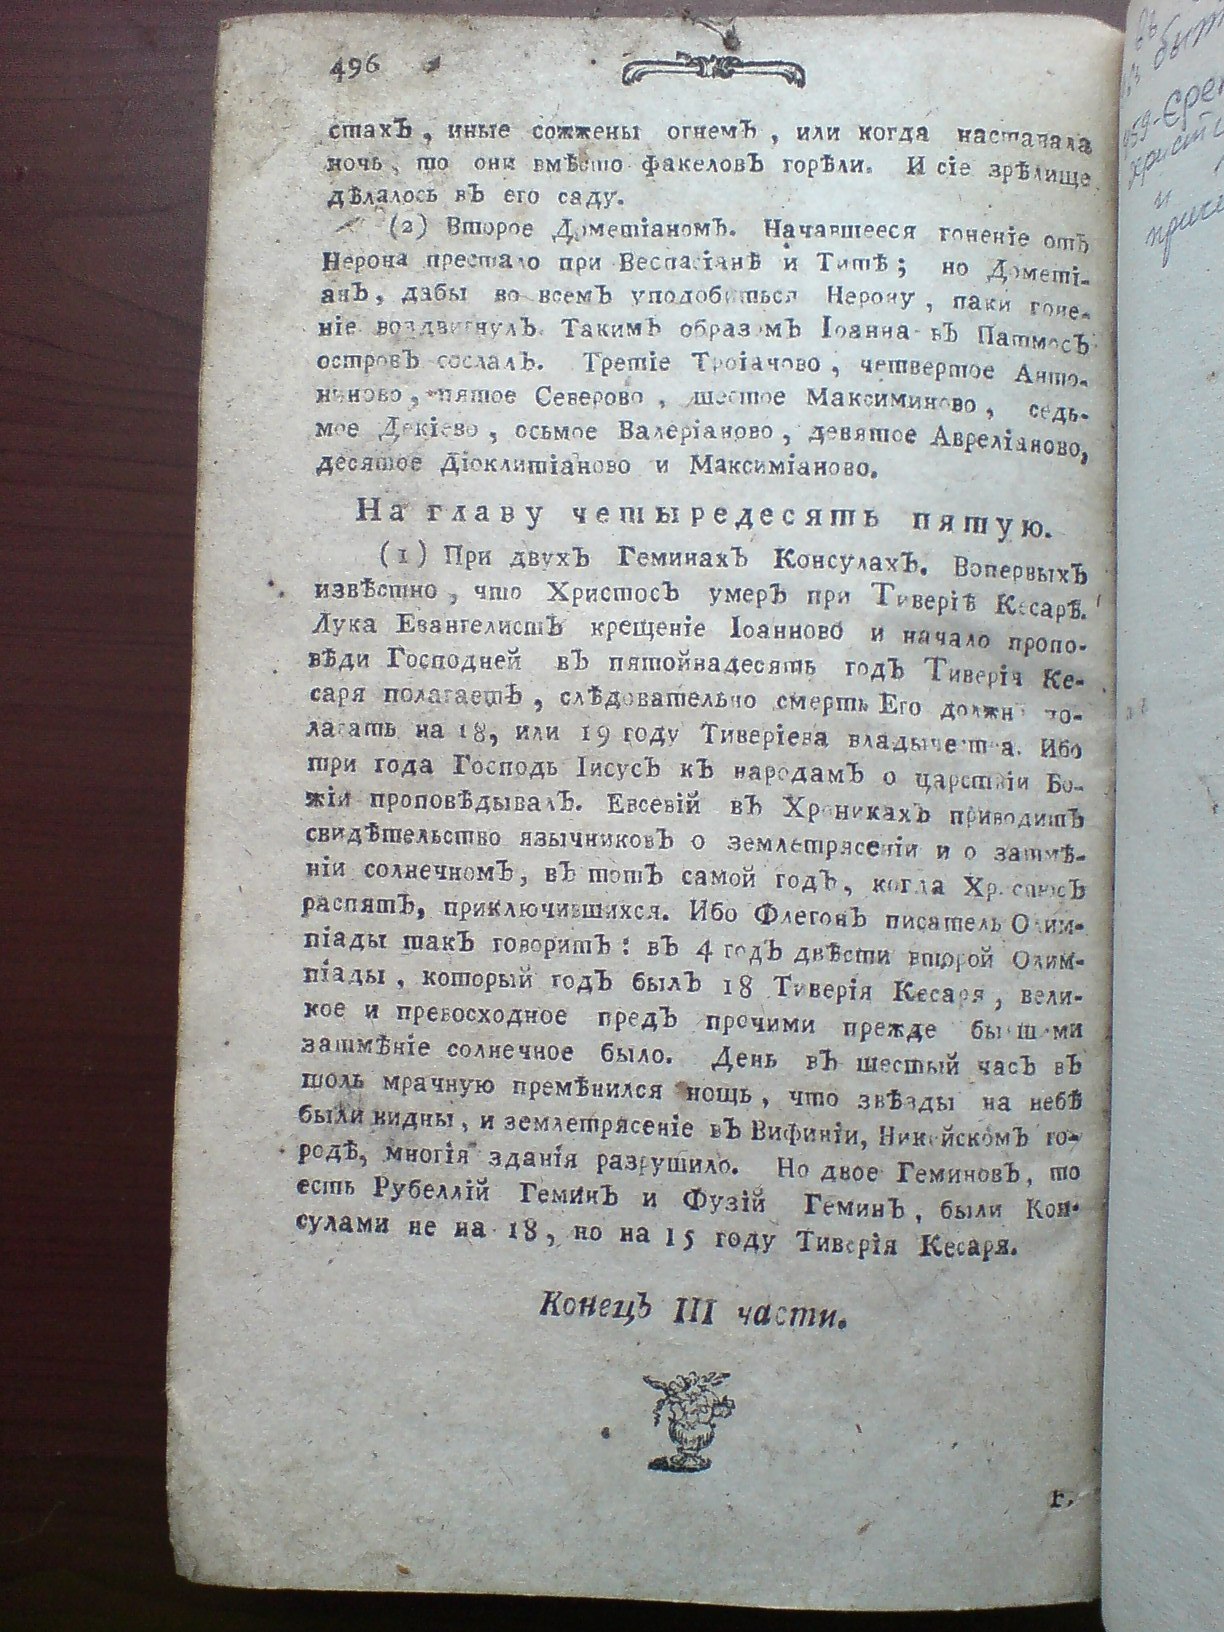 496
стахЪ, иные сожжены огнемЪ, или когда наставала
ночь, то они вмѣсто факеловЪ горѣли. И сіе зрѣлище
дѣлалось вЪ его саду.
(2) Второе Дометіаномъ. Начавшееся гоненіе отЪ
Нерона престало при Веспасіанѣ и Титѣ; но Дометі-
анЪ, дабы во всемЪ уподобиться Нерону, паки гоне-
ніе воздвигнулЪ. ТакимЪ образомЪ Іоанна вЪ ПатмосЪ
островЪ сослалЪ. Третіе Троіаново, четвертое Анто-
ниново, пятое Северово, шестое Максиминово, седь-
мое Декіево, осьмое Валеріаново, девятое Авреліаново,
десятое Діоклитіаново и Максиміаново.
На главу четыредесять пятую.
(1) При двухЪ ГеминахЪ КонсулахЪ. ВопервыхЪ
извѣстно, что ХристосЪ умерЪ при Тиверіѣ Кесарѣ.
Лука ЕвангелистЪ крещеніе Іоанново и начало пропо-
вѣди Господней вЪ пятойнадесять годЪ Тиверія Ке-
саря полагаетЪ, слѣдовательно смерть Его должно по-
лагать на 18, или 19 году Тиверіева владычества. Ибо
три года Господь ІисусЪ кЪ народамЪ о царствіи Бо-
жіи проповѣдывалЪ. Евсевій вЪ ХроникахЪ приводитЪ
свидѣтельство язычниковЪ о землетрясеніи и о затмѣ-
ніи солнечномЪ, вЪ тотЪ самой годЪ, когда ХристосЪ
распятЪ, приключившихся. Ибо ФлегонЪ писатель Олим-
піады такЪ говоритЪ: вЪ 4 годЪ двѣсти второй Олим-
піады, который годЪ былЪ 18 Тиверія Кесаря, вели-
кое и превосходное предЪ прочими прежде бывшими
затмѣніе солнечное было. День вЪ шестый часЪ вЪ
толь мрачную премѣнился нощь, что звѣзды на небѣ
были видны, и землетрясеніе вЪ Вифиніи, НикейскомЪ го-
родѣ, многія зданія разрушило. Но двое ГеминовЪ, то
есть Рубеллій ГеминЪ и Фузій ГеминЪ, были Кон-
сулами не на 18, но на 15 году Тиверія Кесаря.
КонецЪ III части.